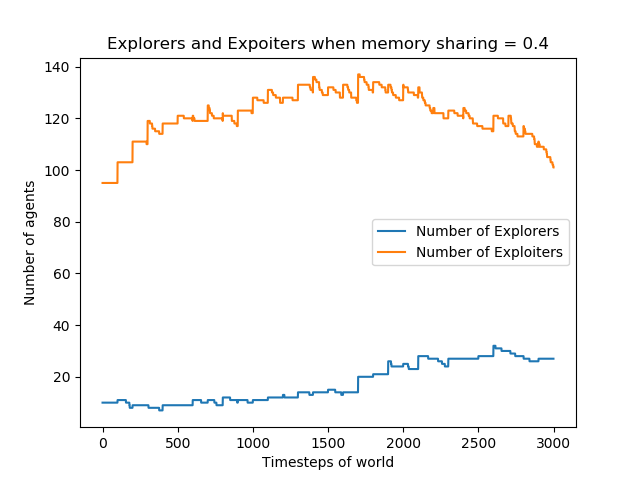 Explorers and Expoiters when memory sharing = 0.4
140
120
100
80
60
40
20
Number of agents
Number of Explorers
Number of Exploiters
0 500 1000 1500 2000 2500 3000
Timesteps of world